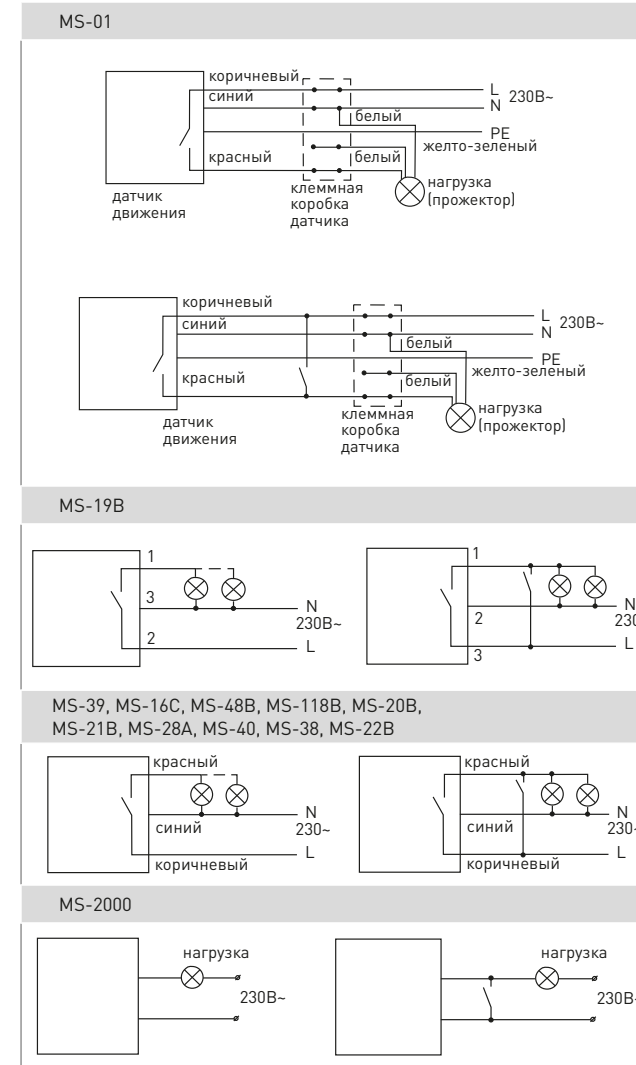 MS-01
коричневый
синий
L
230В~
N
белый
PE
желто-зеленый
красный
белый
датчик
движения
клеммная
коробка
датчика
нагрузка
(прожектор)
коричневый
синий
L
230В~
N
белый
PE
желто-зеленый
красный
белый
датчик
движения
клеммная
коробка
датчика
нагрузка
(прожектор)
MS-19B
1
3
N
230В~
2
L
1
2
N
230
3
L
MS-39, MS-16C, MS-48B, MS-118B, MS-20B,
MS-21B, MS-28A, MS-40, MS-38, MS-22B
красный
синий
N
230~
коричневый
L
красный
синий
N
230~
коричневый
L
MS-2000
нагрузка
230В~
нагрузка
230В~